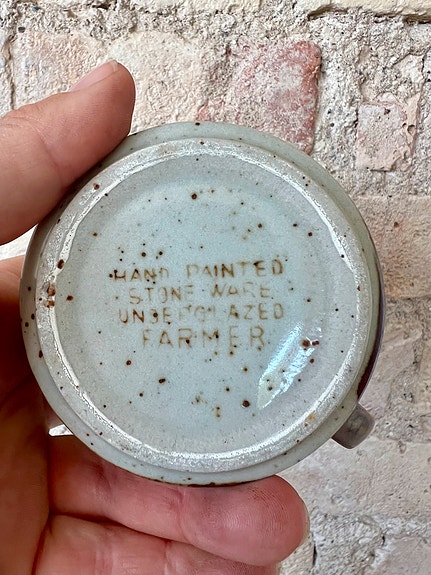 HAND PAINTED
STONE WARE
UNDERGLAZED
FARMER